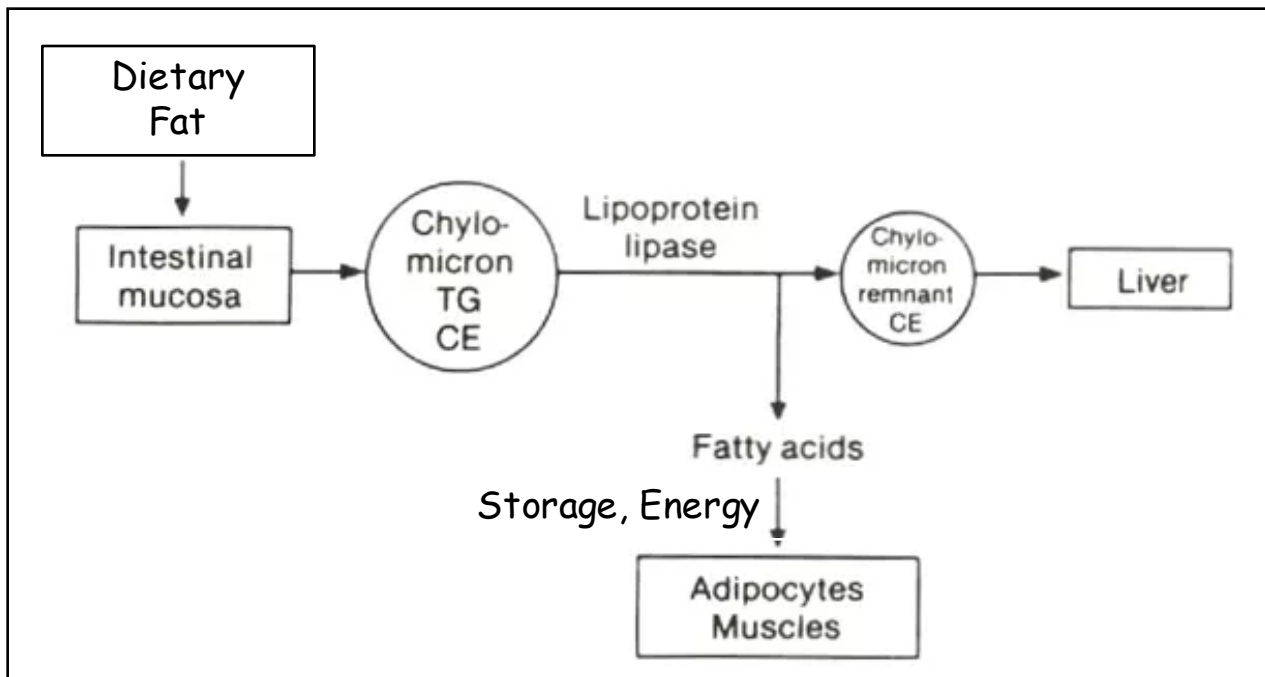 Dietary
Fat
Intestinal
mucosa
Chylo-
micron
TG
CE
Lipoprotein
lipase
Chylo-
micron
remnant
CE
Liver
Fatty acids
Storage, Energy
Adipocytes
Muscles